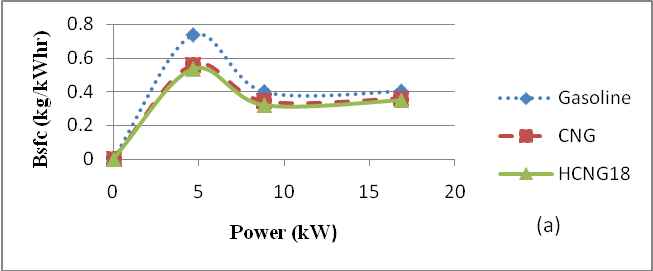 0.8
0.6
0.4
0.2
0
Bsfc (kg/kWhr)
0 5 10 15 20
Power (kW)
Gasoline
CNG
HCNG18
(a)